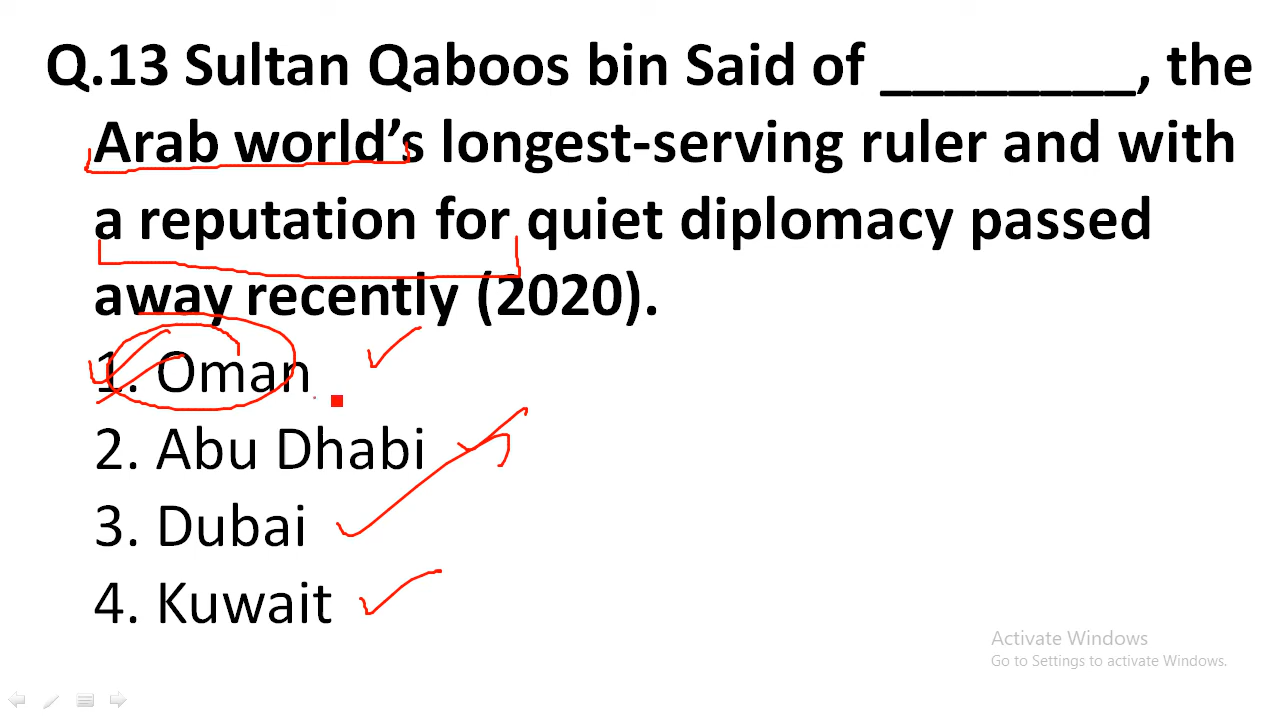 Q.13 Sultan Qaboos bin Said of ________, the
Arab world’s longest-serving ruler and with
a reputation for quiet diplomacy passed
away recently (2020).
1. Oman
2. Abu Dhabi
3. Dubai
4. Kuwait
Activate Windows
Go to Settings to activate Windows.